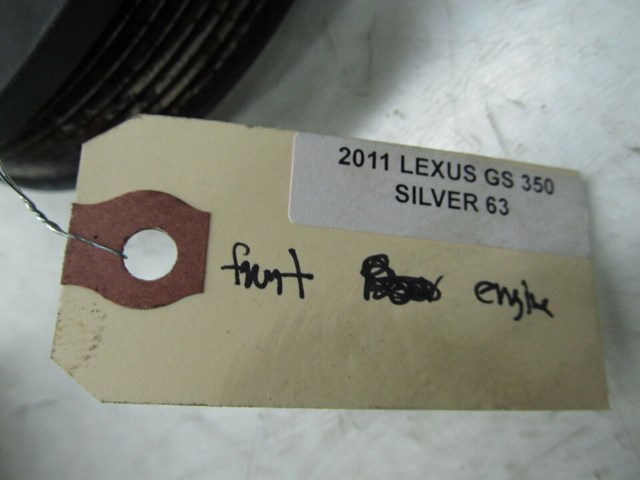 2011 LEXUS GS 350
SILVER 63
front engine